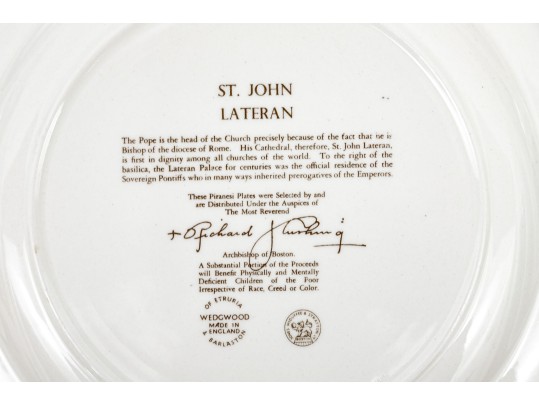 ST. JOHN
LATERAN
The Pope is the head of the Church precisely because of the fact that he is
Bishop of the diocese of Rome. His Cathedral, therefore, St. John Lateran,
is first in dignity among all churches of the world. To the right of the
basilica, the Lateran Palace for centuries was the official residence of the
Sovereign Pontiffs who in many ways inherited prerogatives of the Emperors.
These Piranesi Plates were Selected by and
are Distributed Under the Auspices of
The Most Reverend
+ Richard J Cushing
Archbishop of Boston.
A Substantial Portion of the Proceeds
will Benefit Physically and Mentally
Deficient Children of the Poor
Irrespective of Race, Creed or Color.
OF ETRURIA
WEDGWOOD
MADE IN
ENGLAND
& BARLASTON